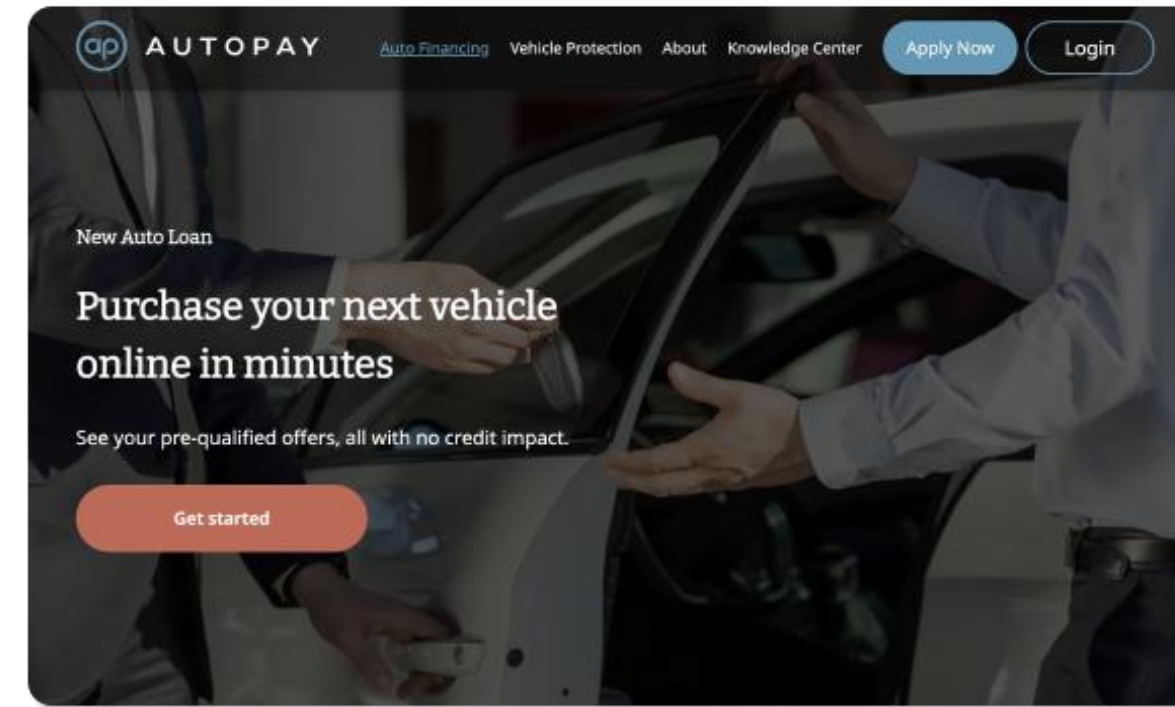 ap AUTOPAY Auto Financing Vehicle Protection About Knowledge Center Apply Now Login
New Auto Loan
Purchase your next vehicle
online in minutes
See your pre-qualified offers, all with no credit impact.
Get started